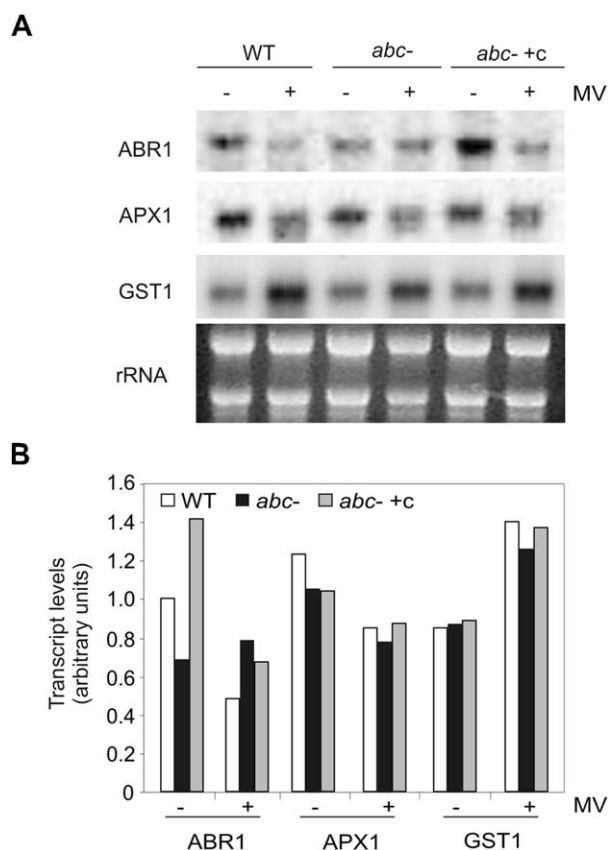 A
WT abc- abc- +c
- + - + - + MV
ABR1
APX1
GST1
rRNA
B
1.6
1.4
1.2
1.0
0.8
0.6
0.4
0.2
0
Transcript levels
(arbitrary units)
WT abc- abc- +c
- + - + - + MV
ABR1 APX1 GST1